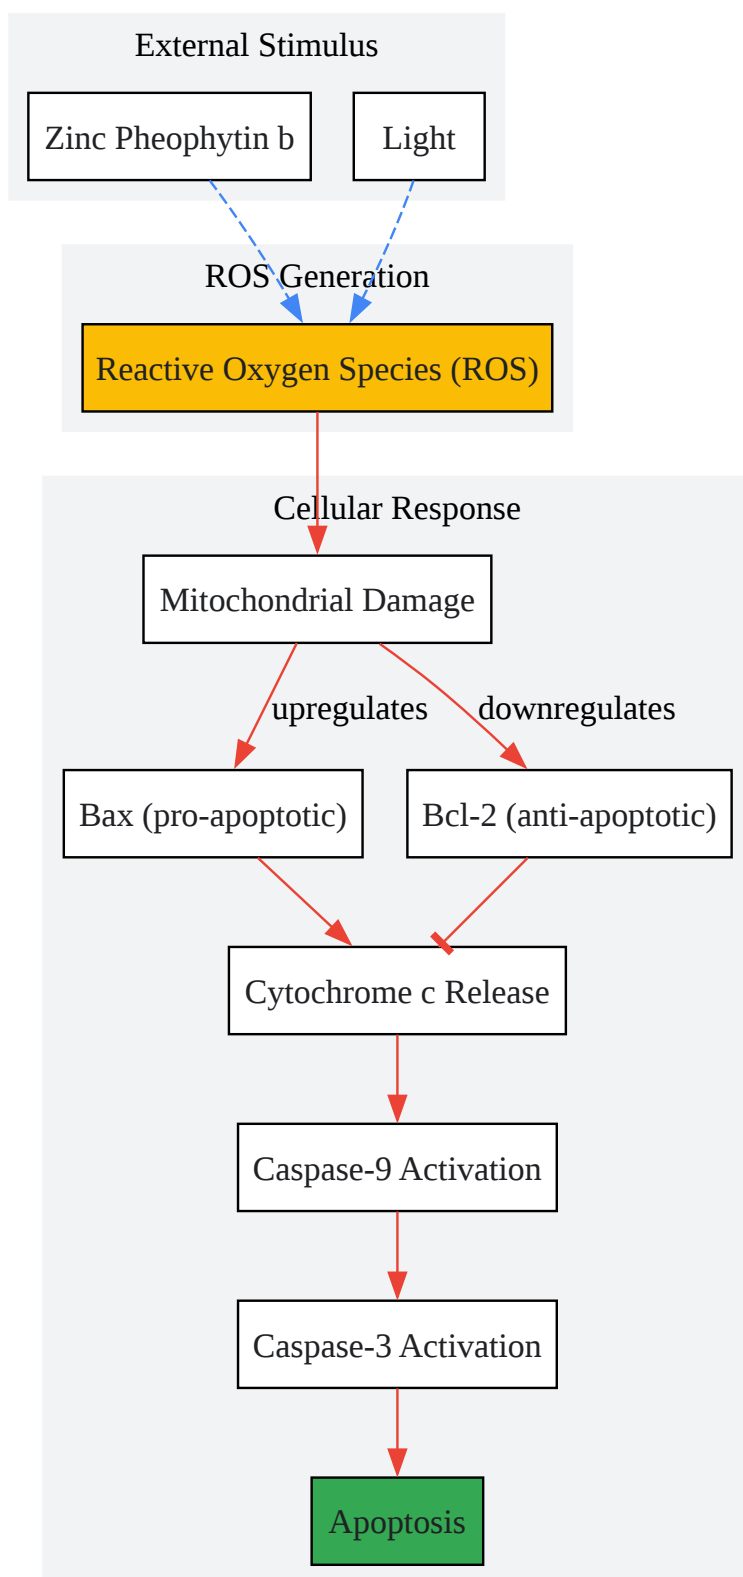 External Stimulus
Zinc Pheophytin b
Light
ROS Generation
Reactive Oxygen Species (ROS)
Cellular Response
Mitochondrial Damage
upregulates
downregulates
Bax (pro-apoptotic)
Bcl-2 (anti-apoptotic)
Cytochrome c Release
Caspase-9 Activation
Caspase-3 Activation
Apoptosis